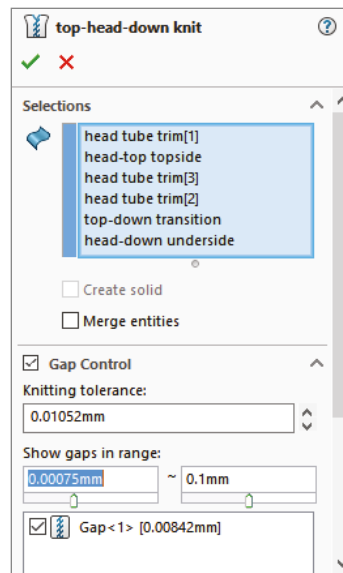 top-head-down knit
Selections
head tube trim[1]
head-top topside
head tube trim[3]
head tube trim[2]
top-down transition
head-down underside
Create solid
Merge entities
Gap Control
Knitting tolerance:
0.01052mm
Show gaps in range:
0.00075mm ~ 0.1mm
Gap<1> [0.00842mm]